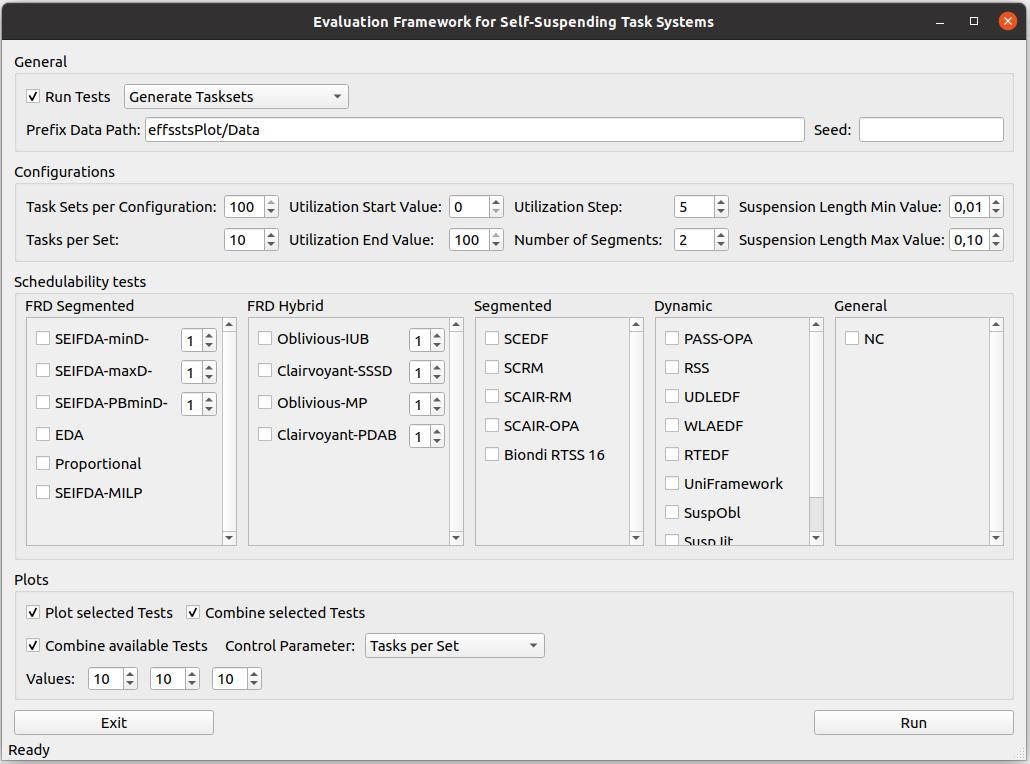 Evaluation Framework for Self-Suspending Task Systems
General
Run Tests Generate Tasksets
Prefix Data Path: effsstsPlot/Data Seed:
Configurations
Task Sets per Configuration: 100 Utilization Start Value: 0 Utilization Step: 5 Suspension Length Min Value: 0,01
Tasks per Set: 10 Utilization End Value: 100 Number of Segments: 2 Suspension Length Max Value: 0,10
Schedulability tests
FRD Segmented
SEIFDA-minD- 1
SEIFDA-maxD- 1
SEIFDA-PBminD- 1
EDA
Proportional
SEIFDA-MILP
FRD Hybrid
Oblivious-IUB 1
Clairvoyant-SSSD 1
Oblivious-MP 1
Clairvoyant-PDAB 1
Segmented
SCEDF
SCRM
SCAIR-RM
SCAIR-OPA
Biondi RTSS 16
Dynamic
PASS-OPA
RSS
UDLEDF
WLAEDF
RTEDF
UniFramework
SuspObl
SuspJit
General
NC
Plots
Plot selected Tests Combine selected Tests
Combine available Tests Control Parameter: Tasks per Set
Values: 10 10 10
Exit Run
Ready